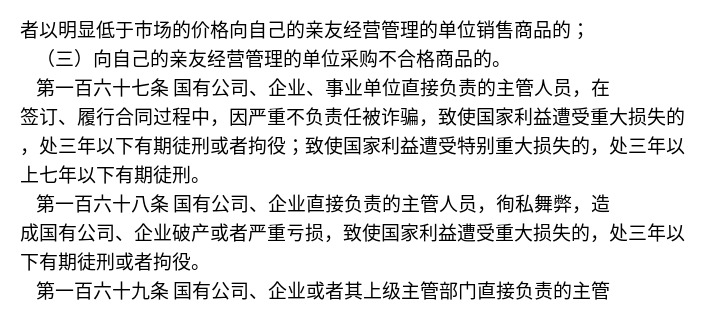 者以明显低于市场的价格向自己的亲友经营管理的单位销售商品的；
（三）向自己的亲友经营管理的单位采购不合格商品的。
第一百六十七条 国有公司、企业、事业单位直接负责的主管人员，在
签订、履行合同过程中，因严重不负责任被诈骗，致使国家利益遭受重大损失的
，处三年以下有期徒刑或者拘役；致使国家利益遭受特别重大损失的，处三年以
上七年以下有期徒刑。
第一百六十八条 国有公司、企业直接负责的主管人员，徇私舞弊，造
成国有公司、企业破产或者严重亏损，致使国家利益遭受重大损失的，处三年以
下有期徒刑或者拘役。
第一百六十九条 国有公司、企业或者其上级主管部门直接负责的主管